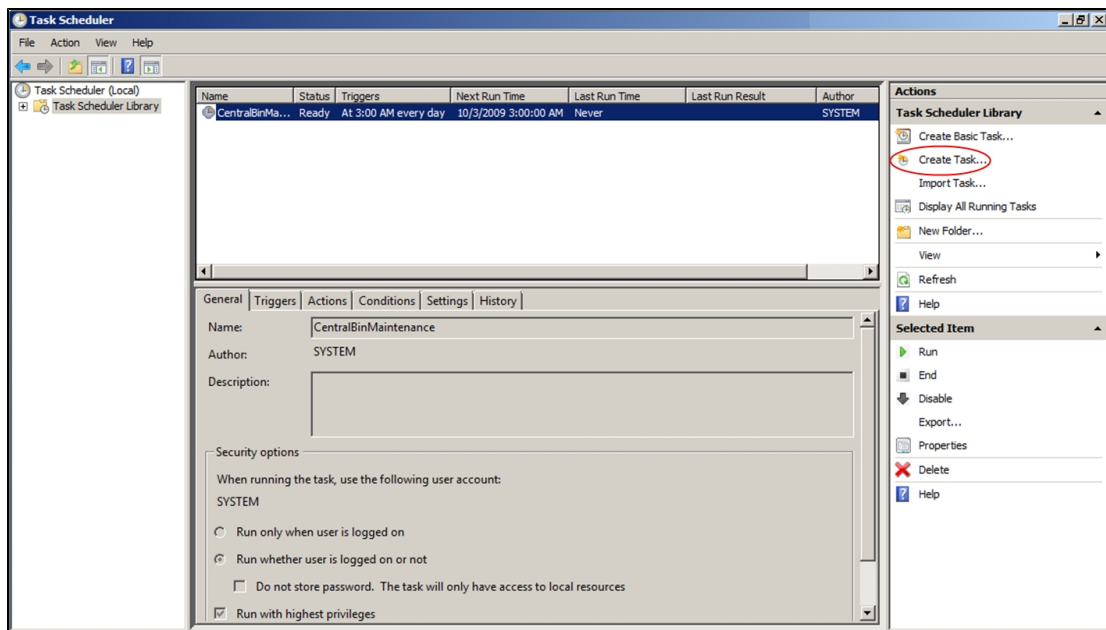 Task Scheduler
File Action View Help
Task Scheduler (Local)
Task Scheduler Library
Name Status Triggers Next Run Time Last Run Time Last Run Result Author
CentralBinMa... Ready At 3:00 AM every day 10/3/2009 3:00:00 AM Never SYSTEM
General Triggers Actions Conditions Settings History
Name: CentralBinMaintenance
Author: SYSTEM
Description:
Security options
When running the task, use the following user account:
SYSTEM
Run only when user is logged on
Run whether user is logged on or not
Do not store password. The task will only have access to local resources
Run with highest privileges
Actions
Task Scheduler Library
Create Basic Task...
Create Task...
Import Task...
Display All Running Tasks
New Folder...
View
Refresh
Help
Selected Item
Run
End
Disable
Export...
Properties
Delete
Help